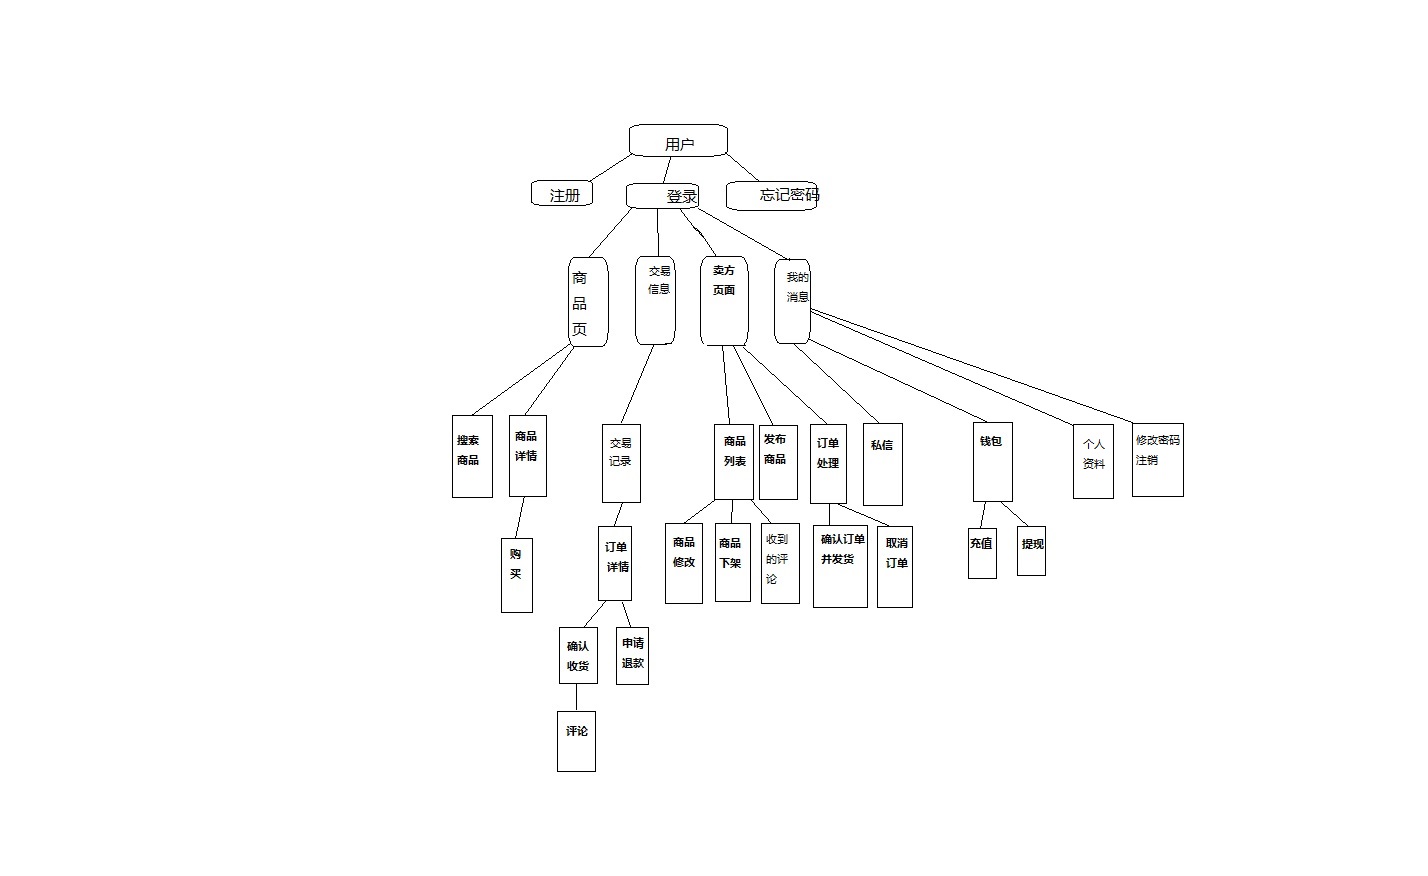 用户
注册
登录
忘记密码
商
品
页
交易
信息
卖方
页面
我的
消息
搜索
商品
商品
详情
交易
记录
商品
列表
发布
商品
订单
处理
私信
钱包
个人
资料
修改密码
注销
购
买
订单
详情
商品
修改
商品
下架
收到
的评
论
确认订单
并发货
取消
订单
充值
提现
确认
收货
申请
退款
评论